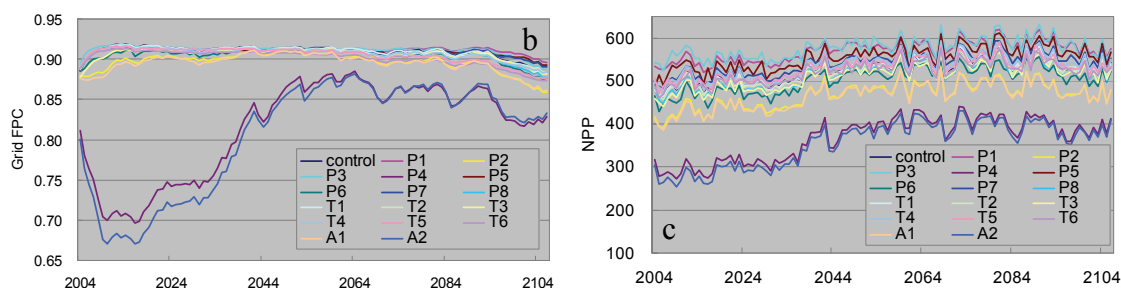 0.95
0.90
0.85
0.80
0.75
0.70
0.65
Grid FPC
b
control P1 P2
P3 P4 P5
P6 P7 P8
T1 T2 T3
T4 T5 T6
A1 A2
2004 2024 2044 2064 2084 2104
600
500
400
300
200
100
NPP
c
control P1 P2
P3 P4 P5
P6 P7 P8
T1 T2 T3
T4 T5 T6
A1 A2
2004 2024 2044 2064 2084 2104